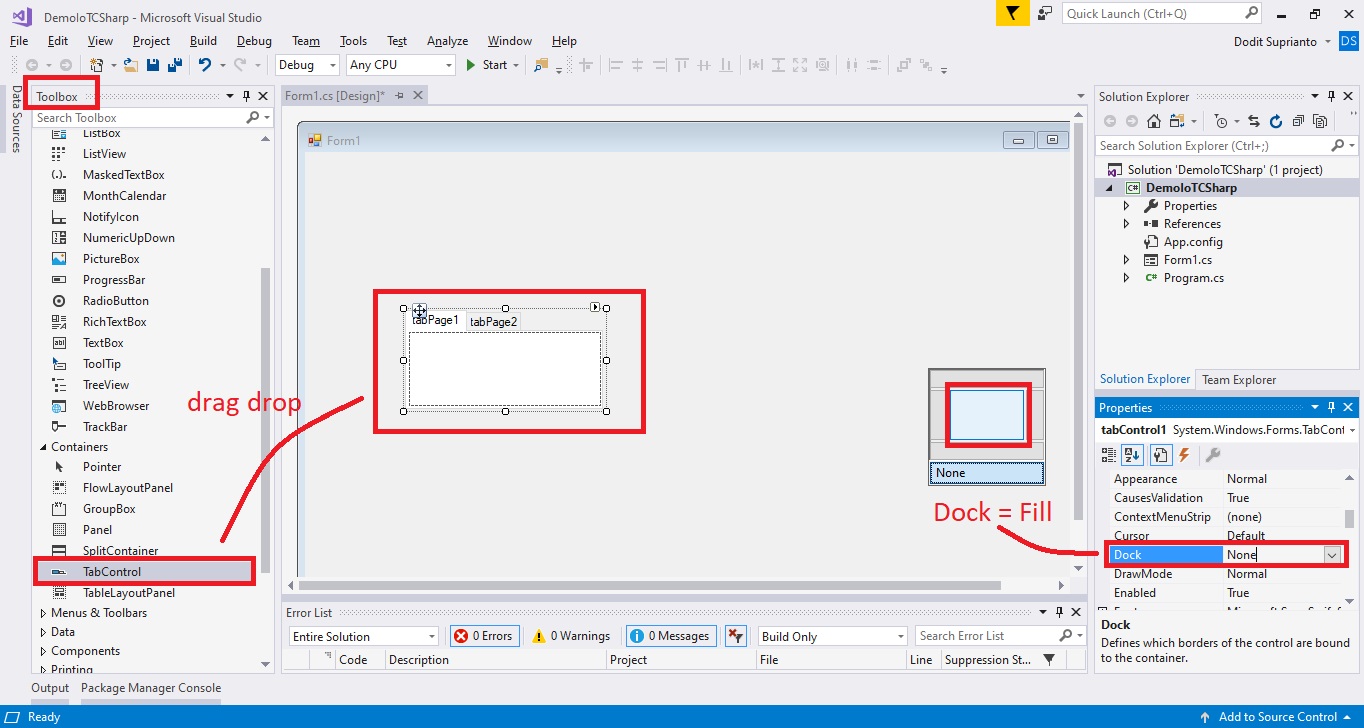 DemoIoTCSharp - Microsoft Visual Studio
Quick Launch (Ctrl+Q)
File Edit View Project Build Debug Team Tools Test Analyze Window Help
Dodit Suprianto DS
Debug Any CPU Start
Data Sources
Toolbox
Search Toolbox
ListBox
ListView
MaskedTextBox
MonthCalendar
NotifyIcon
NumericUpDown
PictureBox
ProgressBar
RadioButton
RichTextBox
TextBox
ToolTip
TreeView
WebBrowser
TrackBar
Containers
Pointer
FlowLayoutPanel
GroupBox
Panel
SplitContainer
TabControl
TableLayoutPanel
Menus & Toolbars
Data
Components
Printing
drag drop
Form1.cs [Design]*
Form1
tabPage1 tabPage2
None
Dock = Fill
Error List
Entire Solution 0 Errors 0 Warnings 0 Messages Build Only Search Error List
Code Description Project File Line Suppression St...
Solution Explorer
Search Solution Explorer (Ctrl+;)
Solution 'DemoIoTCSharp' (1 project)
C# DemoIoTCSharp
Properties
References
App.config
Form1.cs
C# Program.cs
Solution Explorer Team Explorer
Properties
tabControl1 System.Windows.Forms.TabCont
Appearance Normal
CausesValidation True
ContextMenuStrip (none)
Cursor Default
Dock None
DrawMode Normal
Enabled True
Dock
Defines which borders of the control are bound
to the container.
Output Package Manager Console
Ready
Add to Source Control